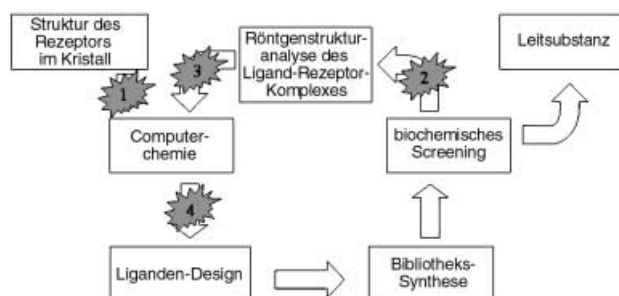 Struktur des
Rezeptors
im Kristall
Röntgenstruktur-
analyse des
Ligand-Rezeptor-
Komplexes
Leitsubstanz
1
3
2
Computer-
chemie
biochemisches
Screening
4
Liganden-Design
Bibliotheks-
Synthese